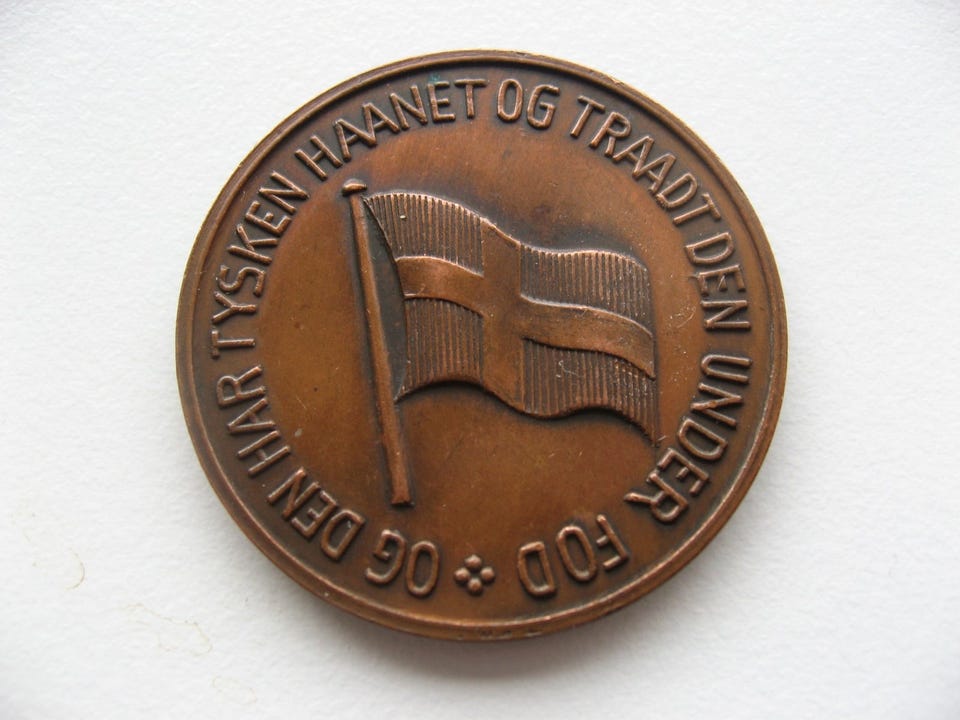 OG DEN HAR TYSKEN HAANET OG TRAADT DEN UNDER FOD